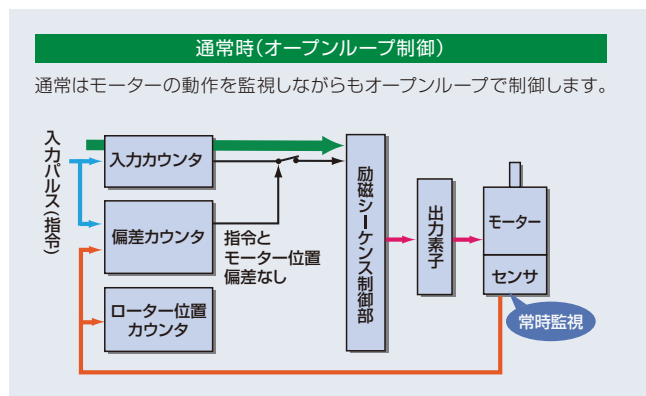 通常時(オープンループ制御)
通常はモーターの動作を監視しながらもオープンループで制御します。
入力パルス(指令)
入力カウンタ
偏差カウンタ
指令と
モーター位置
偏差なし
ローター位置
カウンタ
励磁シーケンス制御部
出力素子
モーター
センサ
常時監視